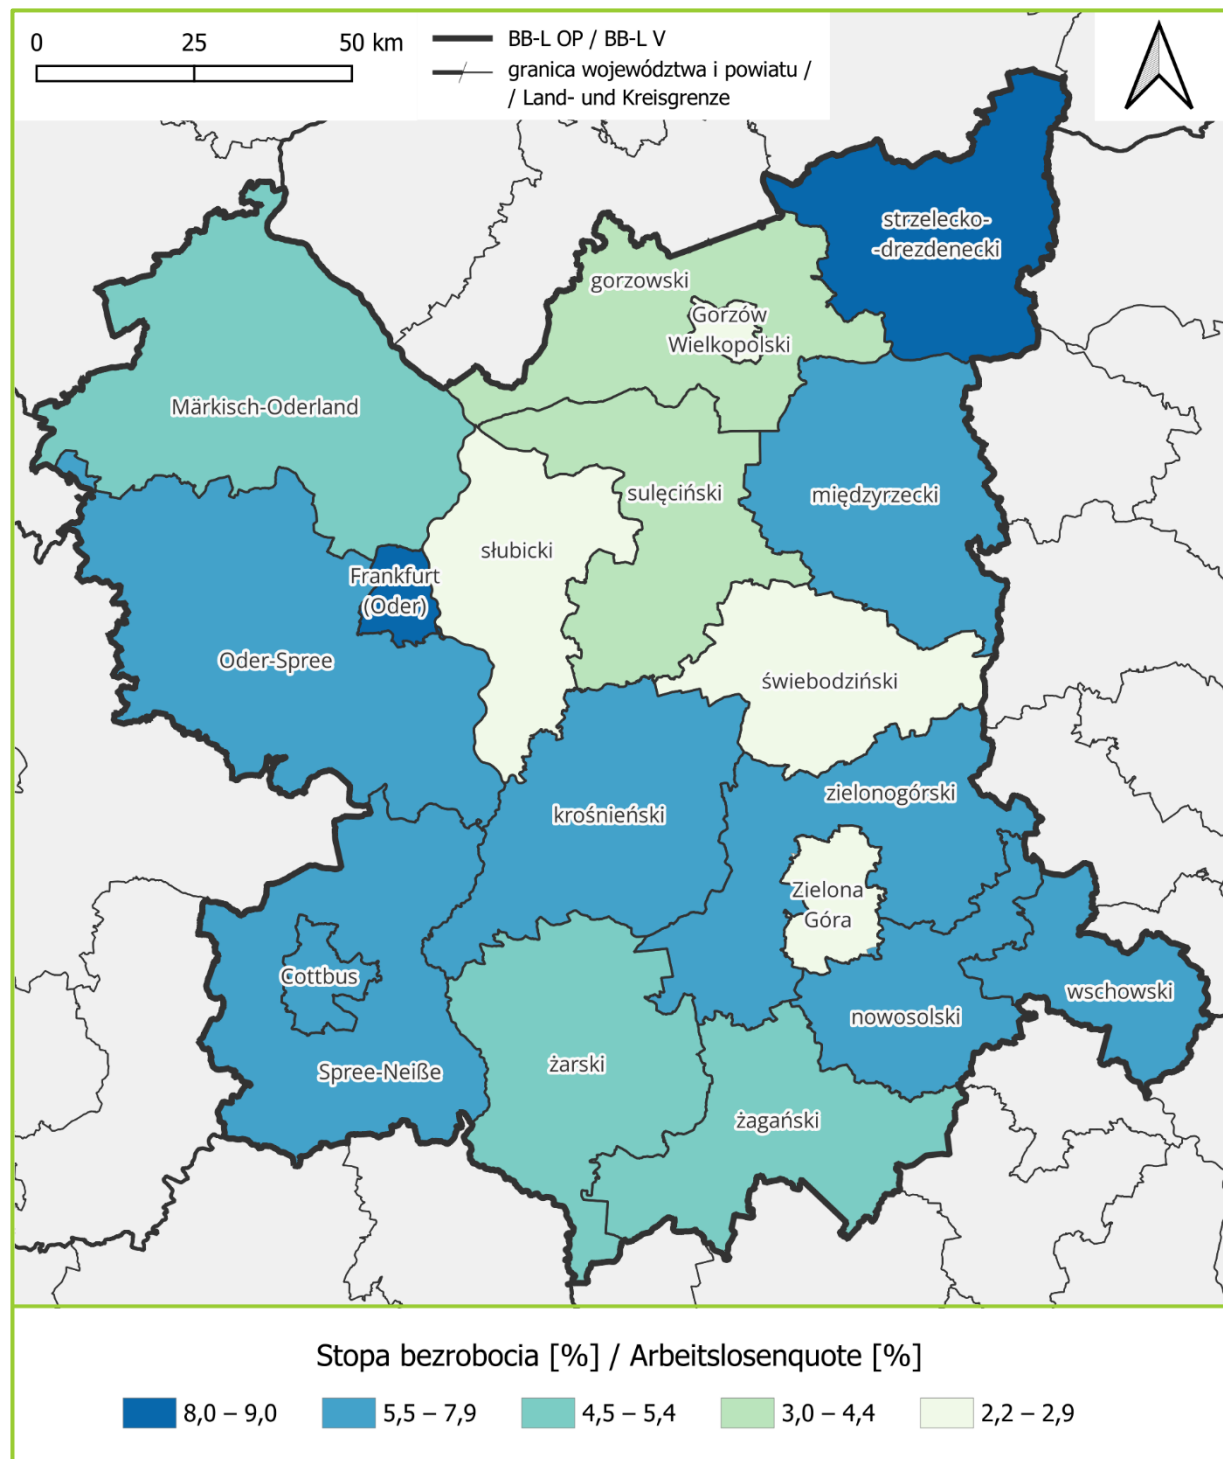 0 25 50 km
BB-L OP / BB-L V
granica województwa i powiatu /
/ Land- und Kreisgrenze
strzelecko-
-drezdenecki
gorzowski
Gorzów
Wielkopolski
Märkisch-Oderland
sulęciński
międzyrzecki
słubicki
Frankfurt
(Oder)
Oder-Spree
świebodziński
zielonogórski
krośnieński
Zielona
Góra
Cottbus
wschowski
nowosolski
Spree-Neiße
żarski
żagański
Stopa bezrobocia [%] / Arbeitslosenquote [%]
8,0 – 9,0 5,5 – 7,9 4,5 – 5,4 3,0 – 4,4 2,2 – 2,9